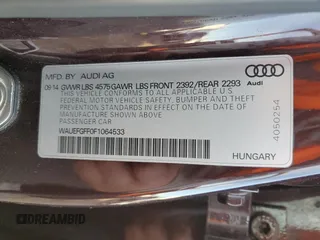 MFD. BY: AUDI AG
08/14 GVWR LBS 4575 GAWR LBS FRONT 2392/REAR 2293
THIS VEHICLE CONFORMS TO ALL APPLICABLE U.S.
FEDERAL MOTOR VEHICLE SAFETY, BUMPER, AND
THEFT PREVENTION STANDARDS IN EFFECT ON THE
DATE OF MANUFACTURE SHOWN ABOVE.
PASSENGER CAR
WAUEFGFF0F1064533
Audi
HUNGARY
4050254
DREAMBID